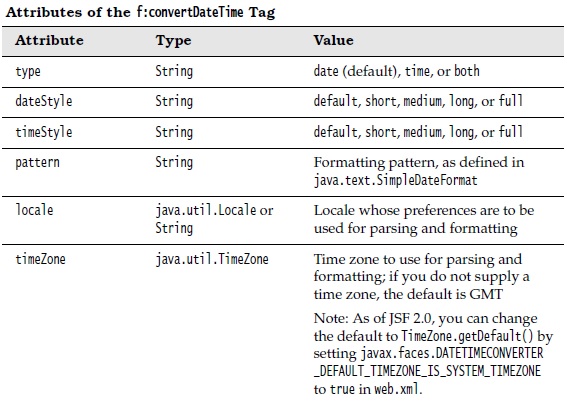 Attributes of the f:convertDateTime Tag
Attribute Type Value
type String date (default), time, or both
dateStyle String default, short, medium, long, or full
timeStyle String default, short, medium, long, or full
pattern String Formatting pattern, as defined in
java.text.SimpleDateFormat
locale java.util.Locale or Locale whose preferences are to be
String used for parsing and formatting
timeZone java.util.TimeZone Time zone to use for parsing and
formatting; if you do not supply a
time zone, the default is GMT
Note: As of JSF 2.0, you can change
the default to TimeZone.getDefault() by
setting javax.faces.DATETIMECONVERTER
_DEFAULT_TIMEZONE_IS_SYSTEM_TIMEZONE
to true in web.xml.